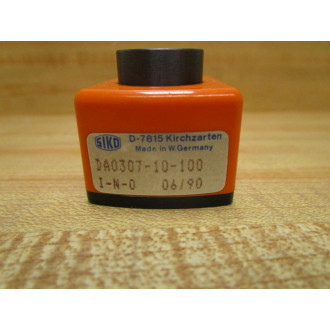 SIKO
D-7815 Kirchzarten
Made in W. Germany
DA0307-10-100
I-N-O 06/90